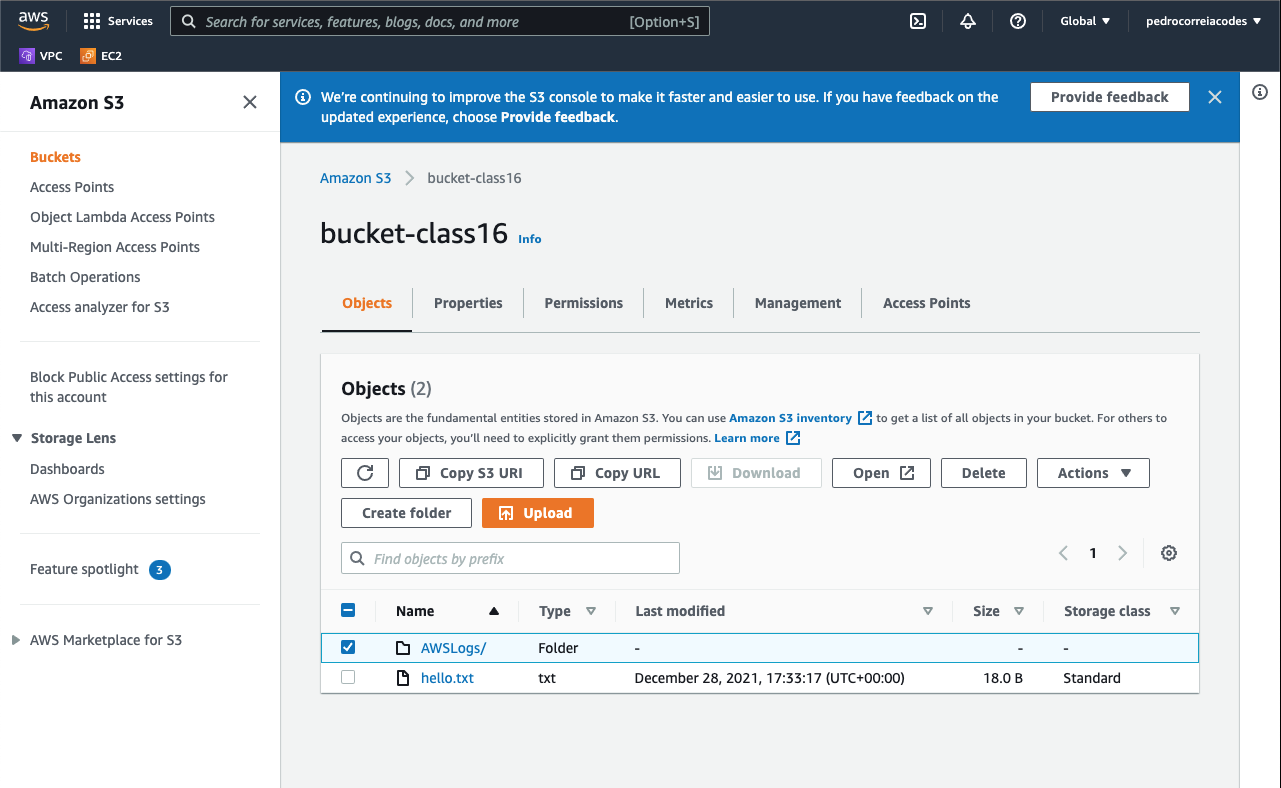 aws
Services
Search for services, features, blogs, docs, and more
[Option+S]
Global
pedrocorreiacodes
VPC
EC2
Amazon S3
Buckets
Access Points
Object Lambda Access Points
Multi-Region Access Points
Batch Operations
Access analyzer for S3
Block Public Access settings for
this account
Storage Lens
Dashboards
AWS Organizations settings
Feature spotlight 3
AWS Marketplace for S3
We're continuing to improve the S3 console to make it faster and easier to use. If you have feedback on the
updated experience, choose Provide feedback.
Provide feedback
Amazon S3 bucket-class16
bucket-class16 Info
Objects Properties Permissions Metrics Management Access Points
Objects (2)
Objects are the fundamental entities stored in Amazon S3. You can use Amazon S3 inventory to get a list of all objects in your bucket. For others to
access your objects, you'll need to explicitly grant them permissions. Learn more
Copy S3 URI Copy URL Download Open Delete Actions
Create folder Upload
Find objects by prefix
1
Name Type Last modified Size Storage class
AWSLogs/ Folder - - -
hello.txt txt December 28, 2021, 17:33:17 (UTC+00:00) 18.0 B Standard